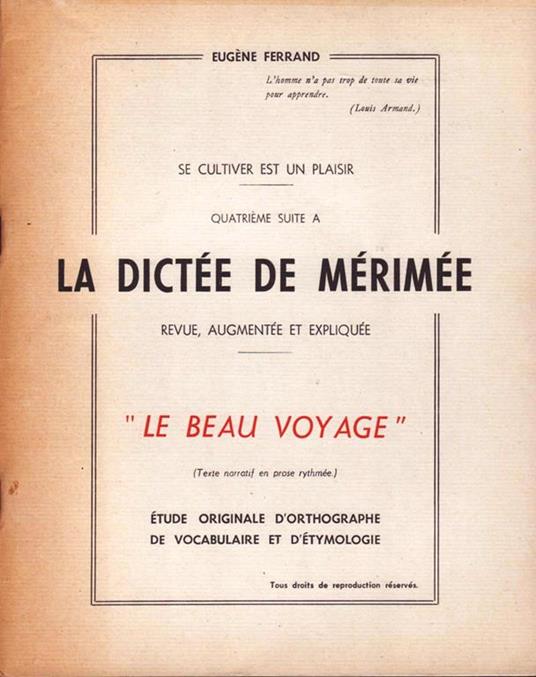 EUGÈNE FERRAND
L'homme n'a pas trop de toute sa vie
pour apprendre.
(Louis Armand.)
SE CULTIVER EST UN PLAISIR
QUATRIÈME SUITE A
LA DICTÉE DE MÉRIMÉE
REVUE, AUGMENTÉE ET EXPLIQUÉE
" LE BEAU VOYAGE "
(Texte narratif en prose rythmée.)
ÉTUDE ORIGINALE D'ORTHOGRAPHE
DE VOCABULAIRE ET D'ÉTYMOLOGIE
Tous droits de reproduction réservés.